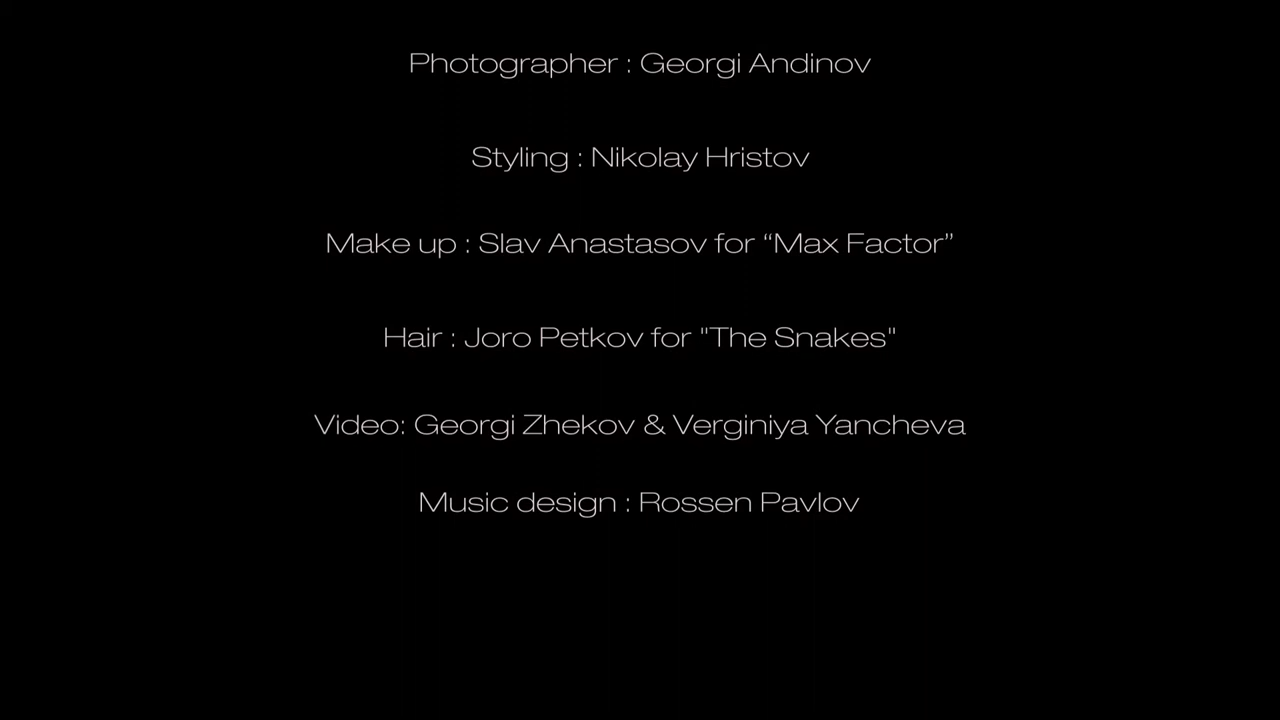 Photographer : Georgi Andinov
Styling : Nikolay Hristov
Make up : Slav Anastasov for “Max Factor”
Hair : Joro Petkov for "The Snakes"
Video: Georgi Zhekov & Verginiya Yancheva
Music design : Rossen Pavlov